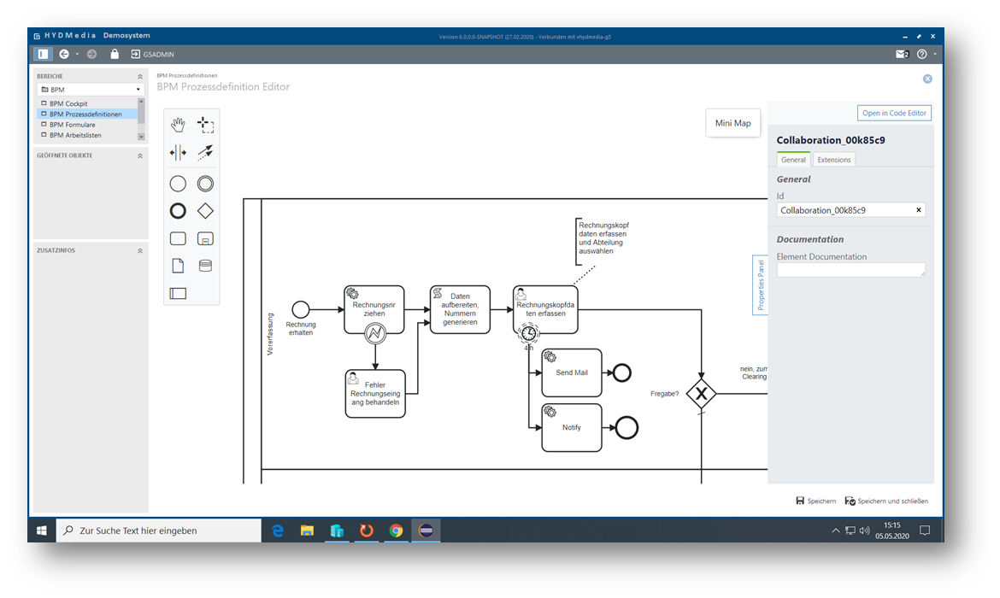 HYDMedia Demosystem
Version 6.0.0.0-SNAPSHOT (27.02.2020) - Verbunden mit vhydmedia-g5
GSADMIN
2
BEREICHE
BPM
BPM Cockpit
BPM Prozessdefinitionen
BPM Formulare
BPM Arbeitslisten
GEÖFFNETE OBJEKTE
ZUSATZINFOS
BPM Prozessdefinitionen
BPM Prozessdefinition Editor
Mini Map
Open in Code Editor
Collaboration_00k85c9
General Extensions
General
Id
Collaboration_00k85c9
Documentation
Element Documentation
Properties Panel
Vorerfassung
Rechnung
erhalten
Rechnungsnr
ziehen
Daten
aufbereiten,
Nummern
generieren
Rechnungskopf
daten erfassen
und Abteilung
auswählen
Rechnungskopfda
ten erfassen
4h
Fehler
Rechnungseing
ang behandeln
Send Mail
Notify
Fregabe?
nein, zum
Clearing
Speichern
Speichern und schließen
Zur Suche Text hier eingeben
15:15
05.05.2020